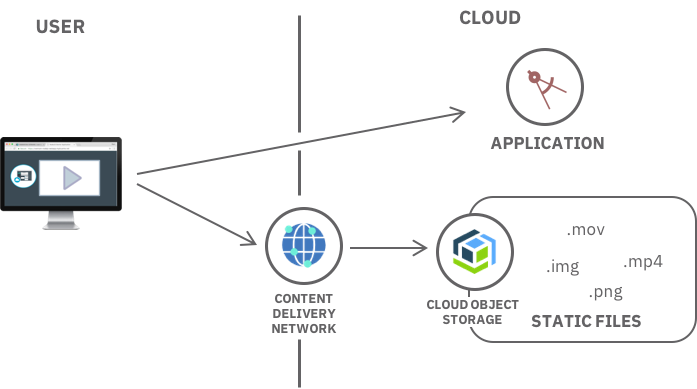 USER
CLOUD
APPLICATION
CONTENT
DELIVERY
NETWORK
CLOUD OBJECT
STORAGE
.mov
.img
.mp4
.png
STATIC FILES